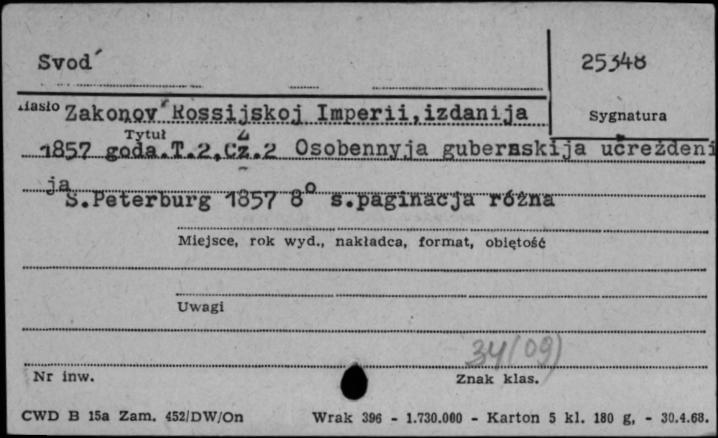 Svod´
25348
Hasło
Zakonov Rossijskoj Imperii,izdanija
Sygnatura
Tytuł
1857 goda.T.2,Cz.2 Osobennyja gubernskija učreždeni
ja
S.Peterburg 1857 8° s.paginacja różna
Miejsce, rok wyd., nakładca, format, objętość
Uwagi
34(09)
Nr inw.
Znak klas.
CWD B 15a Zam. 452/DW/On Wrak 396 - 1.730.000 - Karton 5 kl. 180 g, - 30.4.68.